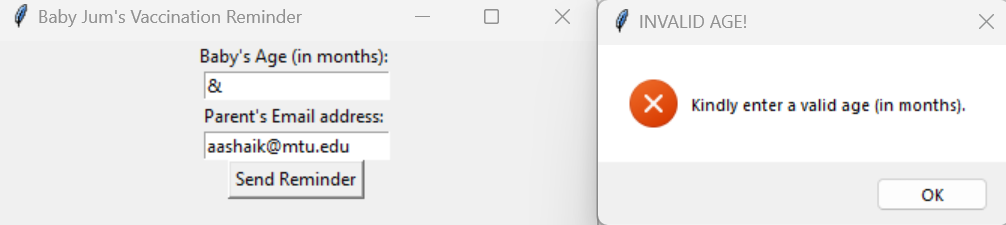 Baby Jum's Vaccination Reminder
Baby's Age (in months):
&
Parent's Email address:
aashaik@mtu.edu
Send Reminder
INVALID AGE!
Kindly enter a valid age (in months).
OK